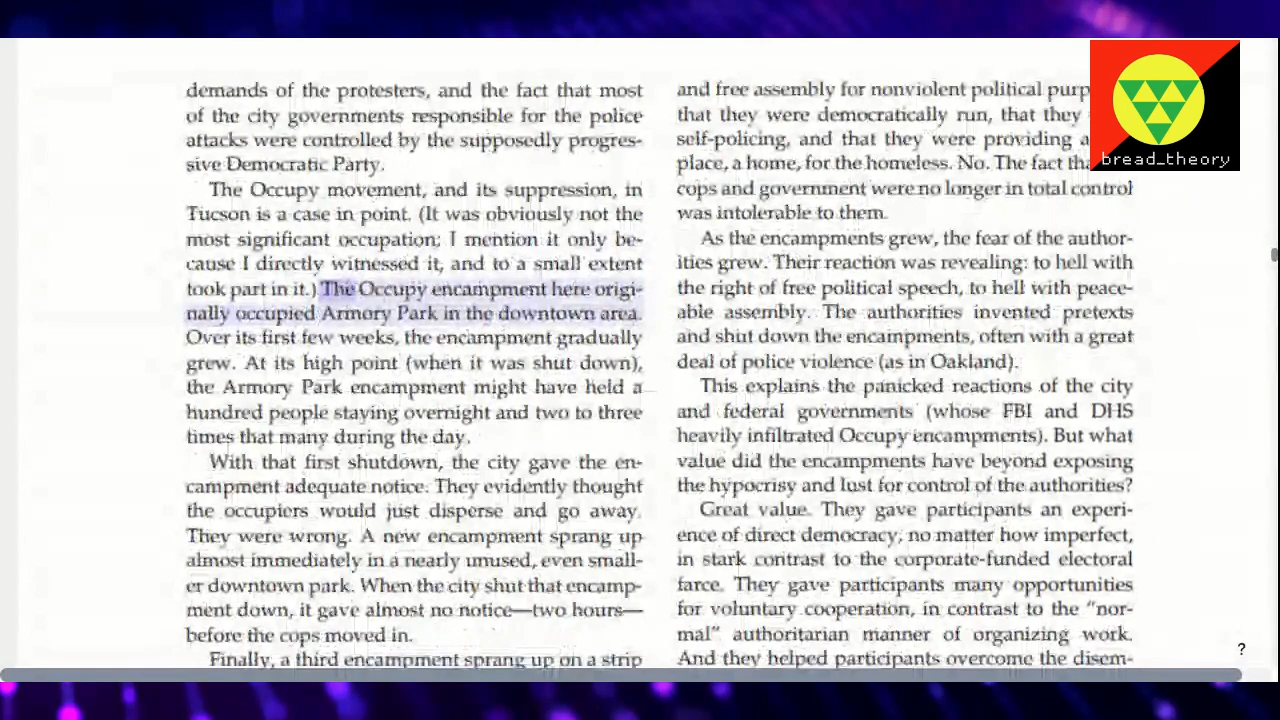 demands of the protesters, and the fact that most
of the city governments responsible for the police
attacks were controlled by the supposedly progres-
sive Democratic Party.
The Occupy movement, and its suppression, in
Tucson is a case in point. (It was obviously not the
most significant occupation; I mention it only be-
cause I directly witnessed it, and to a small extent
took part in it.) The Occupy encampment here origi-
nally occupied Armory Park in the downtown area.
Over its first few weeks, the encampment gradually
grew. At its high point (when it was shut down),
the Armory Park encampment might have held a
hundred people staying overnight and two to three
times that many during the day.
With that first shutdown, the city gave the en-
campment adequate notice. They evidently thought
the occupiers would just disperse and go away.
They were wrong. A new encampment sprang up
almost immediately in a nearly unused, even small-
er downtown park. When the city shut that encamp-
ment down, it gave almost no notice—two hours—
before the cops moved in.
Finally, a third encampment sprang up on a strip
and free assembly for nonviolent political purp
that they were democratically run, that they
self-policing, and that they were providing a
place, a home, for the homeless. No. The fact tha
cops and government were no longer in total control
was intolerable to them.
As the encampments grew, the fear of the author-
ities grew. Their reaction was revealing: to hell with
the right of free political speech, to hell with peace-
able assembly. The authorities invented pretexts
and shut down the encampments, often with a great
deal of police violence (as in Oakland).
This explains the panicked reactions of the city
and federal governments (whose FBI and DHS
heavily infiltrated Occupy encampments). But what
value did the encampments have beyond exposing
the hypocrisy and lust for control of the authorities?
Great value. They gave participants an experi-
ence of direct democracy, no matter how imperfect,
in stark contrast to the corporate-funded electoral
farce. They gave participants many opportunities
for voluntary cooperation, in contrast to the "nor-
mal" authoritarian manner of organizing work.
And they helped participants overcome the disem-
bread_theory
?